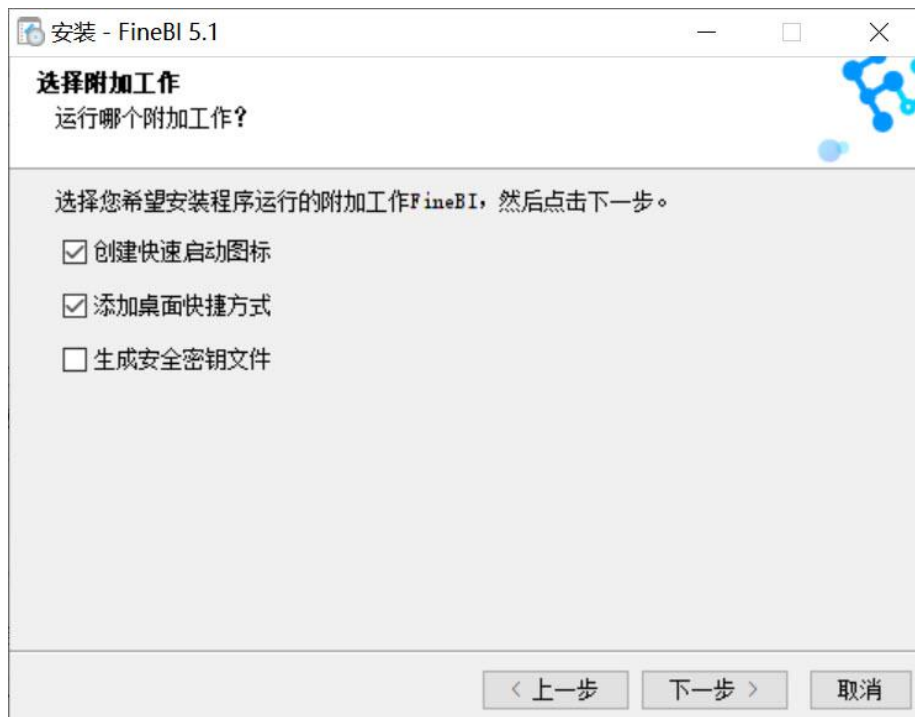 安装 - FineBI 5.1
选择附加工作
运行哪个附加工作?
选择您希望安装程序运行的附加工作FineBI，然后点击下一步。
创建快速启动图标
添加桌面快捷方式
生成安全密钥文件
< 上一步 下一步 > 取消